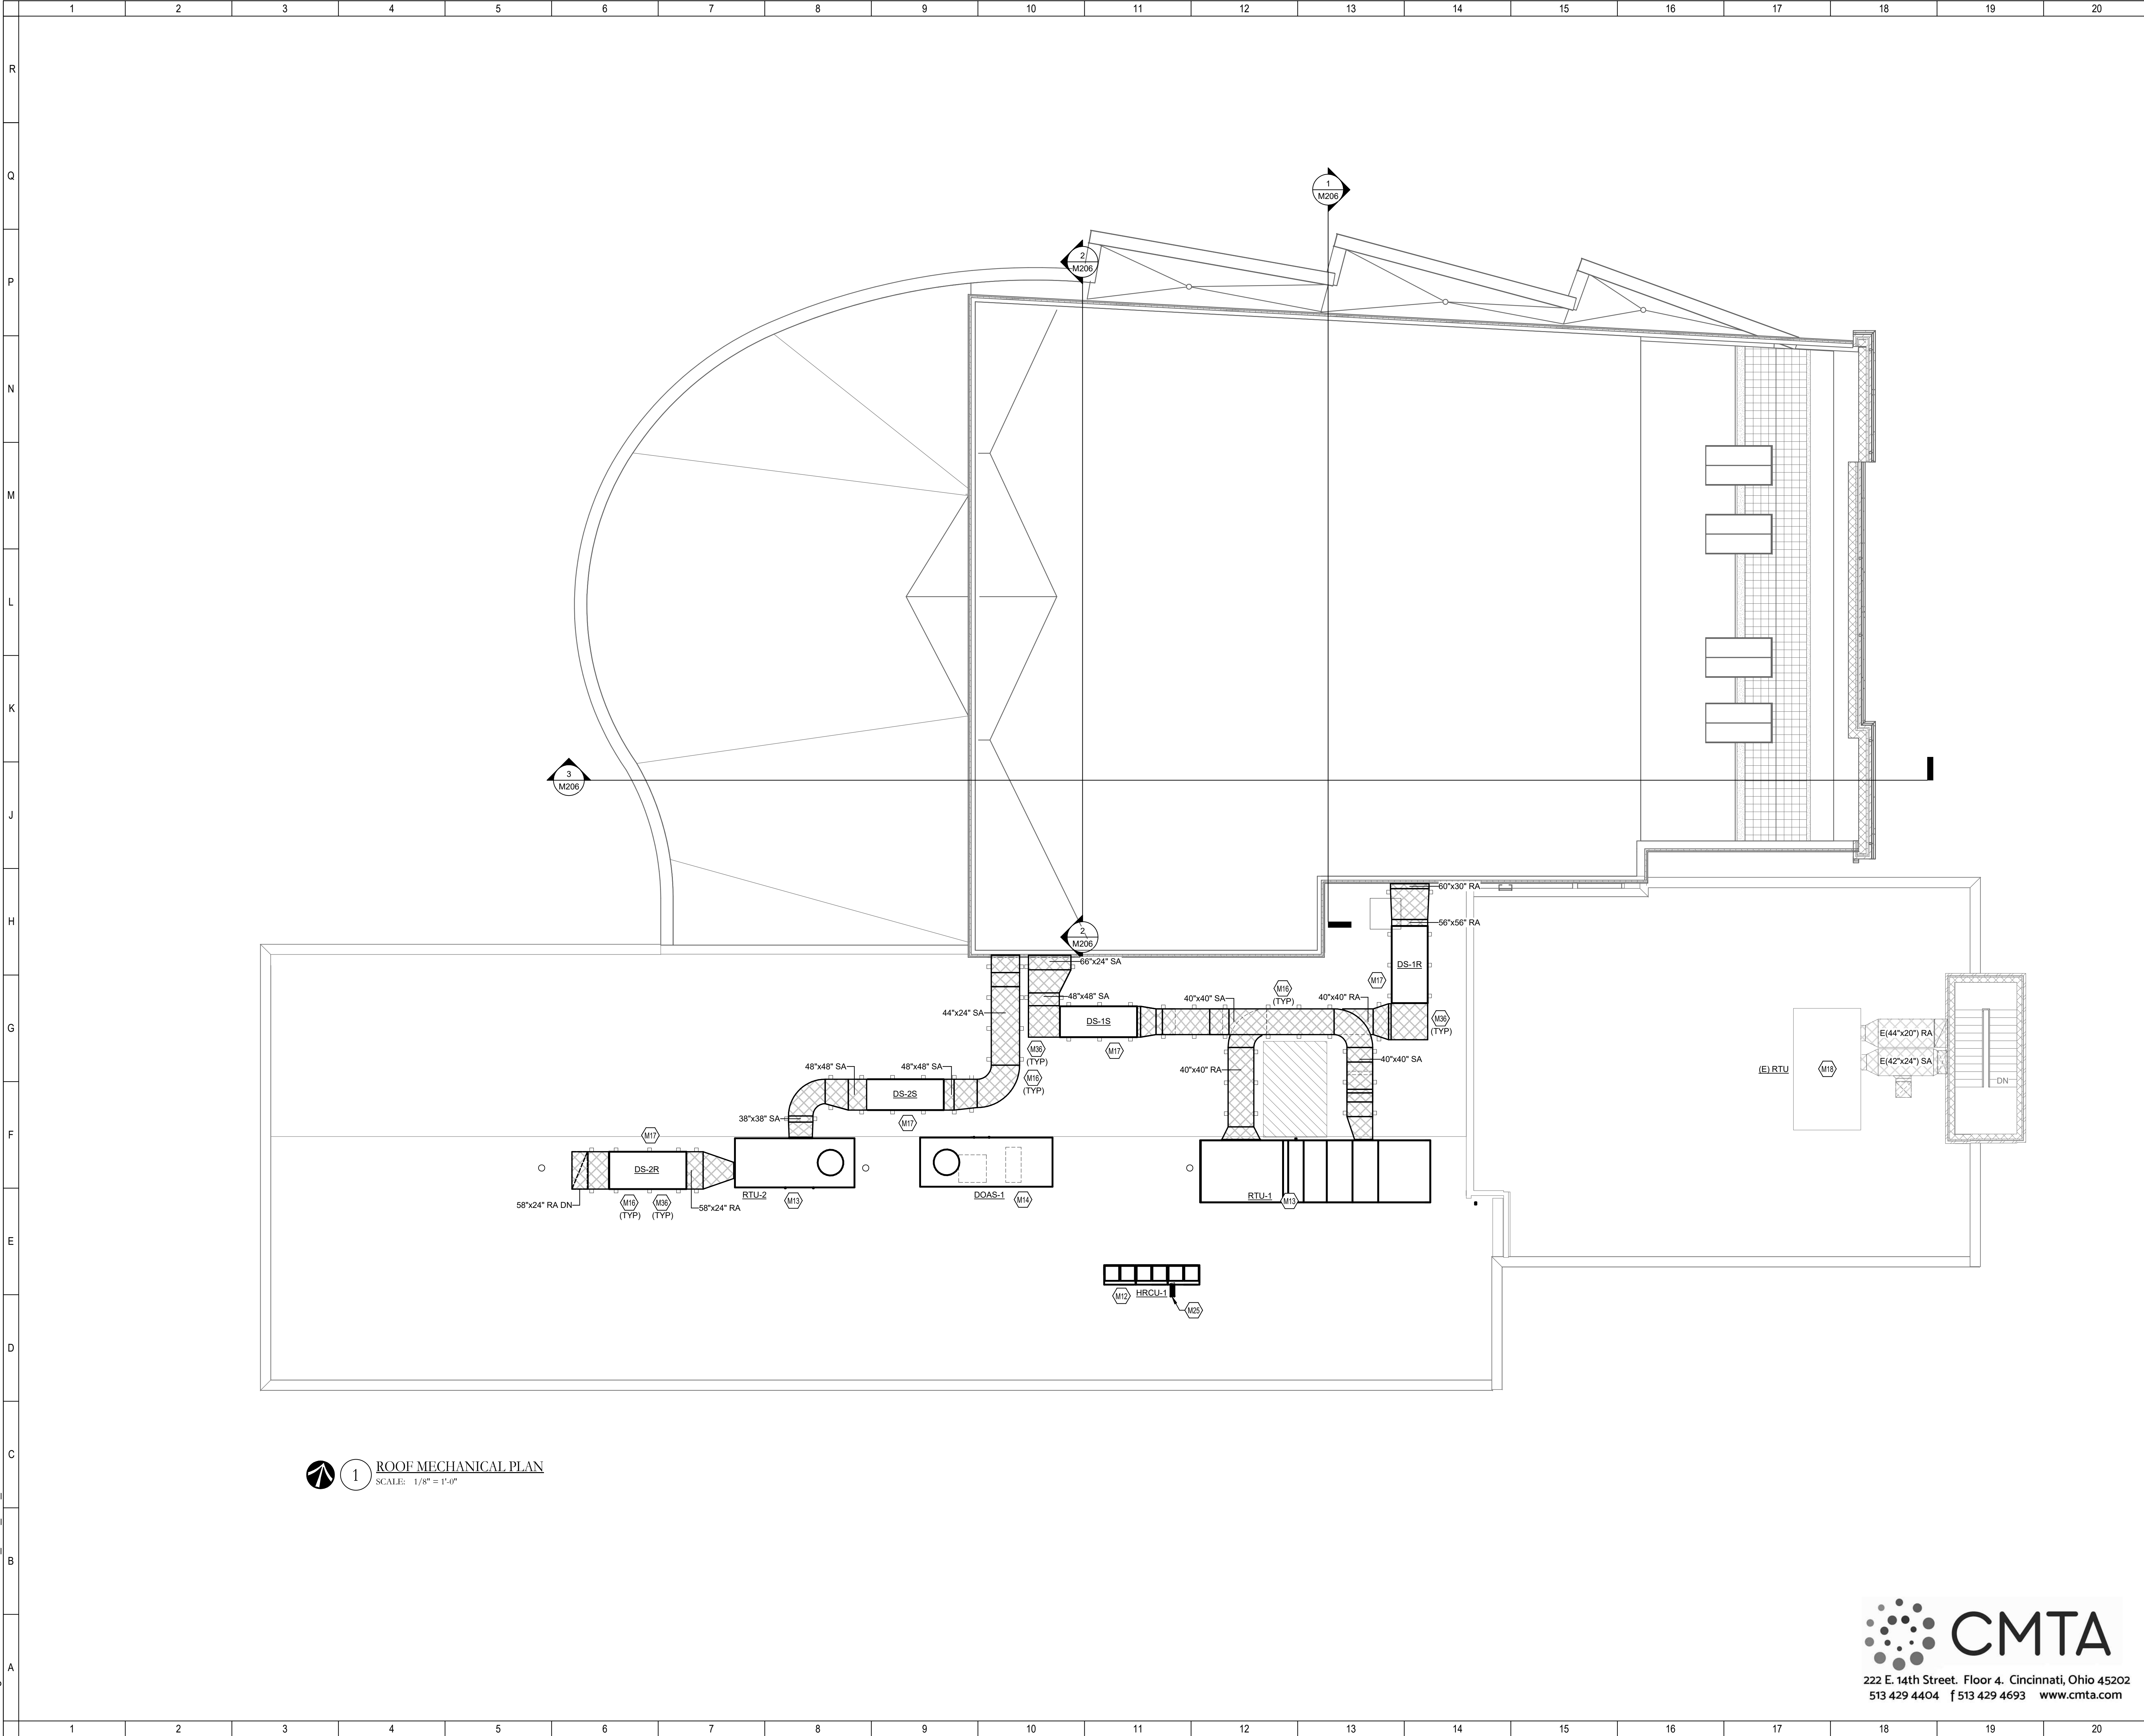 1 2 3 4 5 6 7 8 9 10 11 12 13 14 15 16 17 18 19 20
R
Q
P
N
M
L
K
J
H
G
F
E
D
C
B
A
1
M206
2
M206
3
M206
2
M206
60"x30" RA
56"x56" RA
DS-1R
M17
66"x24" SA
48"x48" SA
44"x24" SA
DS-1S
M17
40"x40" SA
M16
(TYP)
40"x40" RA
M36
(TYP)
M36
(TYP)
M16
(TYP)
40"x40" SA
40"x40" RA
48"x48" SA
48"x48" SA
DS-2S
M17
38"x38" SA
M17
DS-2R
58"x24" RA DN
M16
(TYP)
M36
(TYP)
58"x24" RA
RTU-2
M13
DOAS-1
M14
RTU-1
M13
M12
HRCU-1
M25
(E) RTU
M18
E(44"x20") RA
E(42"x24") SA
DN
1
ROOF MECHANICAL PLAN
SCALE: 1/8" = 1'-0"
CMTA
222 E. 14th Street. Floor 4. Cincinnati, Ohio 45202
513 429 4404 f 513 429 4693 www.cmta.com
1 2 3 4 5 6 7 8 9 10 11 12 13 14 15 16 17 18 19 20